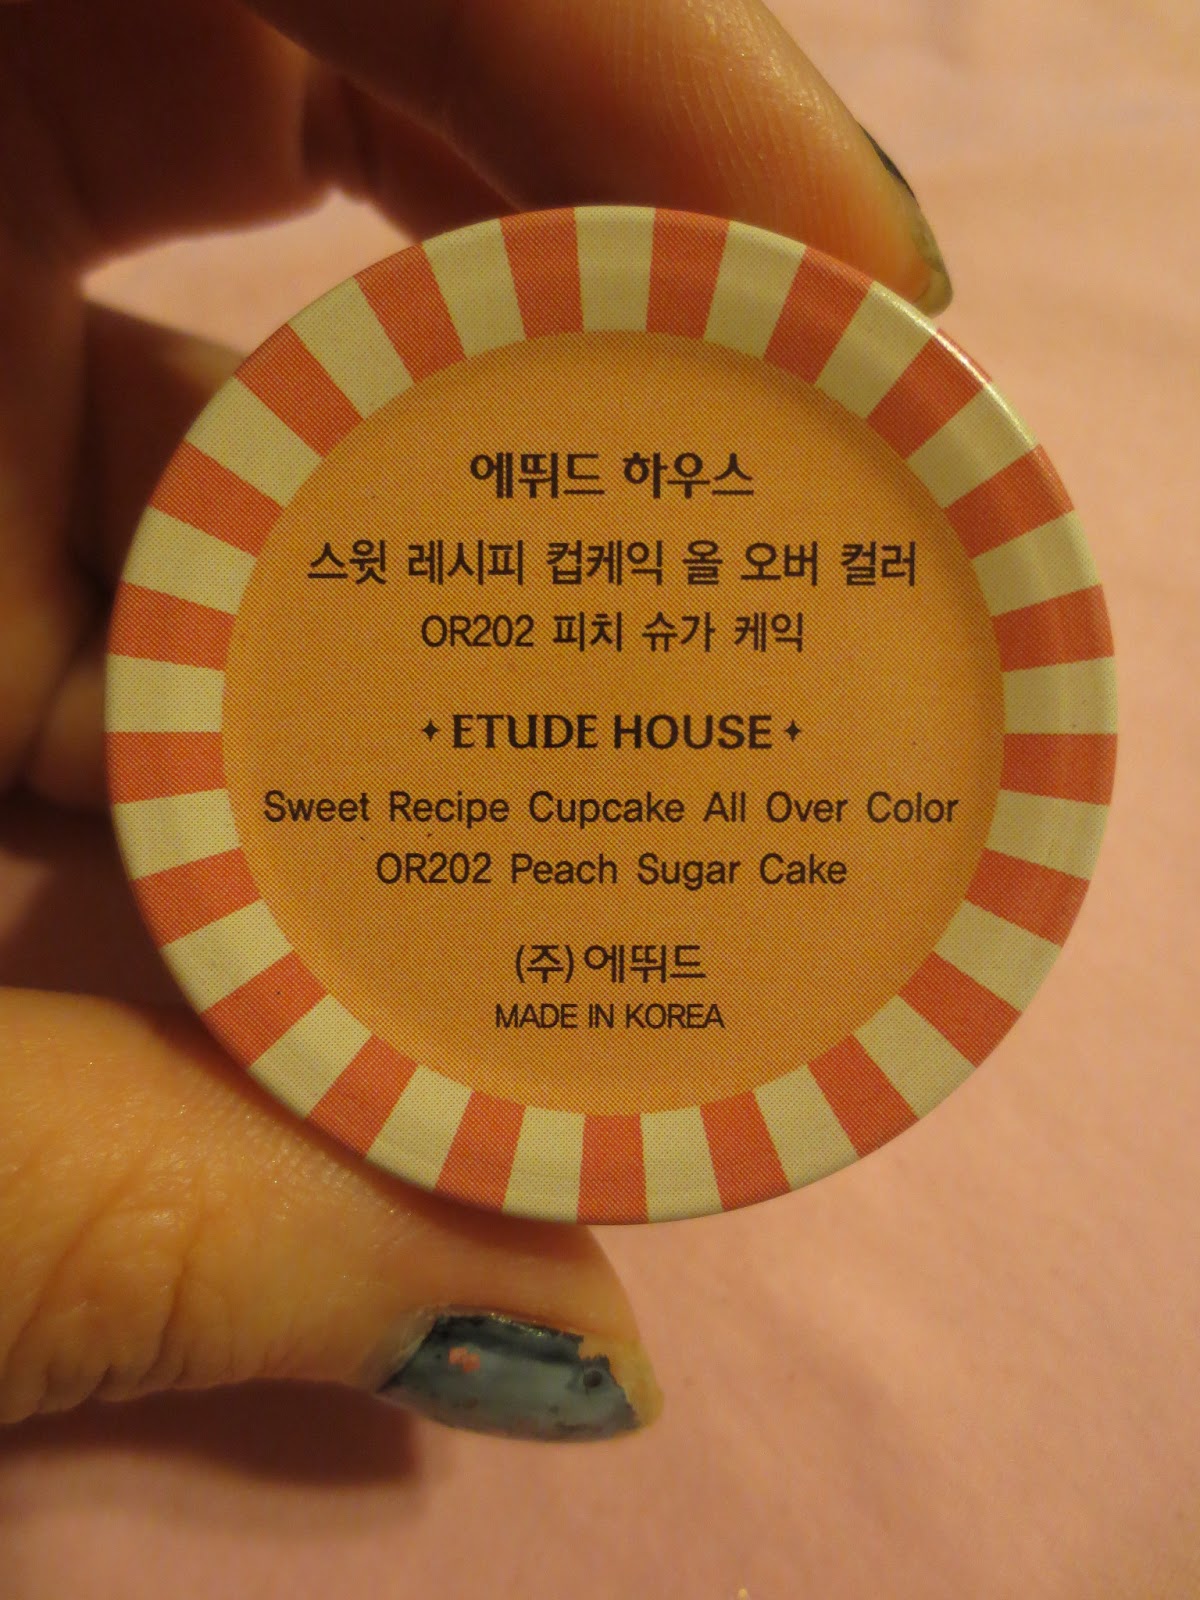 에뛰드 하우스
스윗 레시피 컵케익 올 오버 컬러
OR202 피치 슈가 케익
✦ ETUDE HOUSE ✦
Sweet Recipe Cupcake All Over Color
OR202 Peach Sugar Cake
(주)에뛰드
MADE IN KOREA